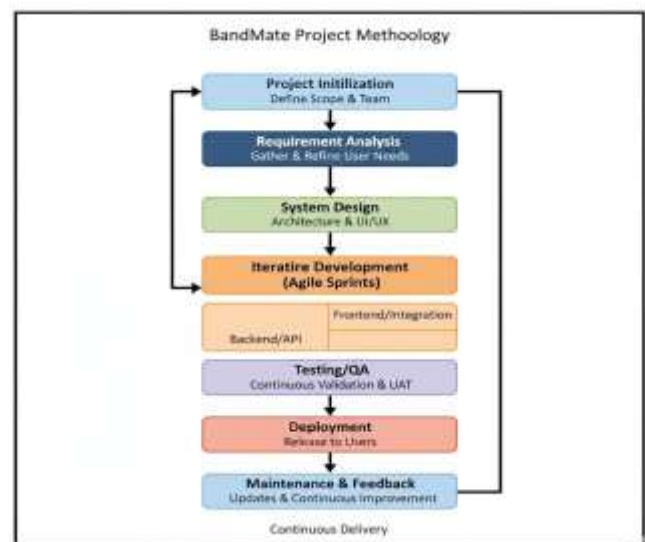 BandMate Project Methoology
Project Initilization
Define Scope & Team
Requirement Analysis
Gather & Refine User Needs
System Design
Architecture & UI/UX
Iteratire Development
(Agile Sprints)
Frontend/Integration
Backend/API
Testing/QA
Continuous Validation & UAT
Deployment
Release to Users
Maintenance & Feedback
Updates & Continuous Improvement
Continuous Delivery